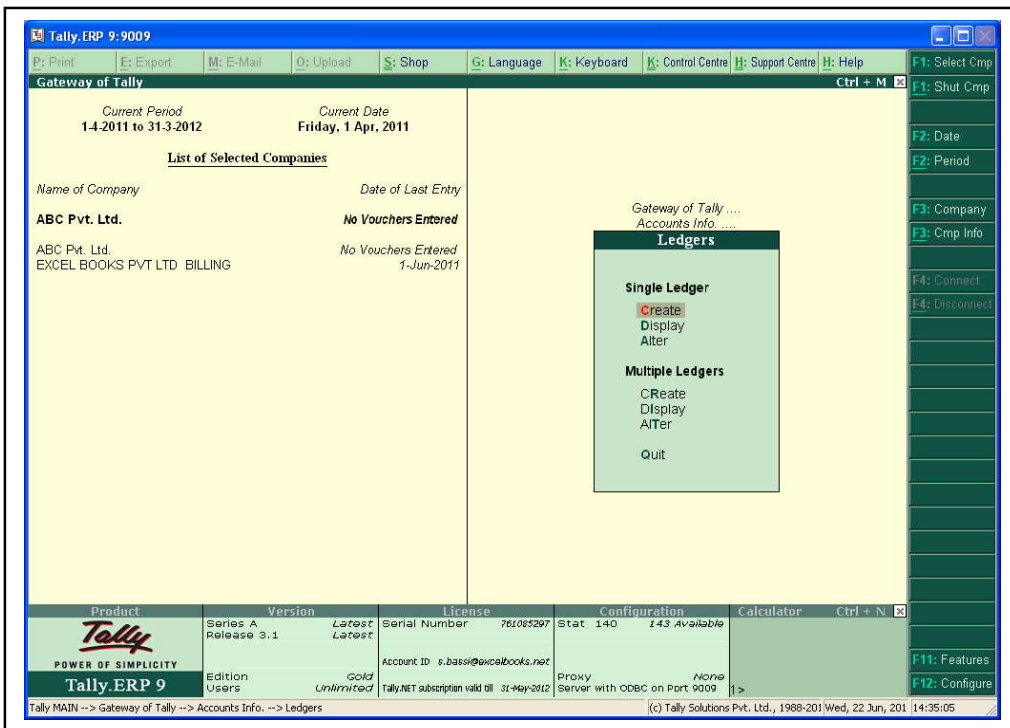 Tally.ERP 9:9009
P: Print E: Export M: E-Mail O: Upload S: Shop G: Language K: Keyboard K: Control Centre H: Support Centre H: Help
Gateway of Tally Ctrl + M
Current Period Current Date
1-4-2011 to 31-3-2012 Friday, 1 Apr, 2011
List of Selected Companies
Name of Company Date of Last Entry
ABC Pvt. Ltd. No Vouchers Entered
ABC Pvt. Ltd. No Vouchers Entered
EXCEL BOOKS PVT LTD BILLING 1-Jun-2011
Gateway of Tally ....
Accounts Info. ....
Ledgers
Single Ledger
Create
Display
Alter
Multiple Ledgers
CReate
DIsplay
AlTer
Quit
F1: Select Cmp
F1: Shut Cmp
F2: Date
F2: Period
F3: Company
F3: Cmp Info
F4: Connect
F4: Disconnect
F11: Features
F12: Configure
Product Version License Configuration Calculator Ctrl + N
Tally
POWER OF SIMPLICITY
Tally.ERP 9
Series A Latest
Release 3.1 Latest
Edition Gold
Users Unlimited
Serial Number 761085297
Account ID s.bassi@excelbooks.net
Tally.NET subscription valid till 31-May-2012
Stat 140 143 Available
Proxy None
Server with ODBC on Port 9009
1>
Tally MAIN --> Gateway of Tally --> Accounts Info. --> Ledgers (c) Tally Solutions Pvt. Ltd., 1988-201 Wed, 22 Jun, 201 14:35:05